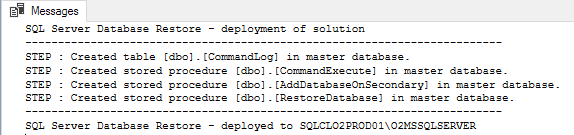 Messages
SQL Server Database Restore - deployment of solution
-------------------------------------------------------------------------
STEP : Created table [dbo].[CommandLog] in master database.
STEP : Created stored procedure [dbo].[CommandExecute] in master database.
STEP : Created stored procedure [dbo].[AddDatabaseOnSecondary] in master database.
STEP : Created stored procedure [dbo].[RestoreDatabase] in master database.
-------------------------------------------------------------------------
SQL Server Database Restore - deployed to SQLCLO2PROD01\O2MSSQLSERVER